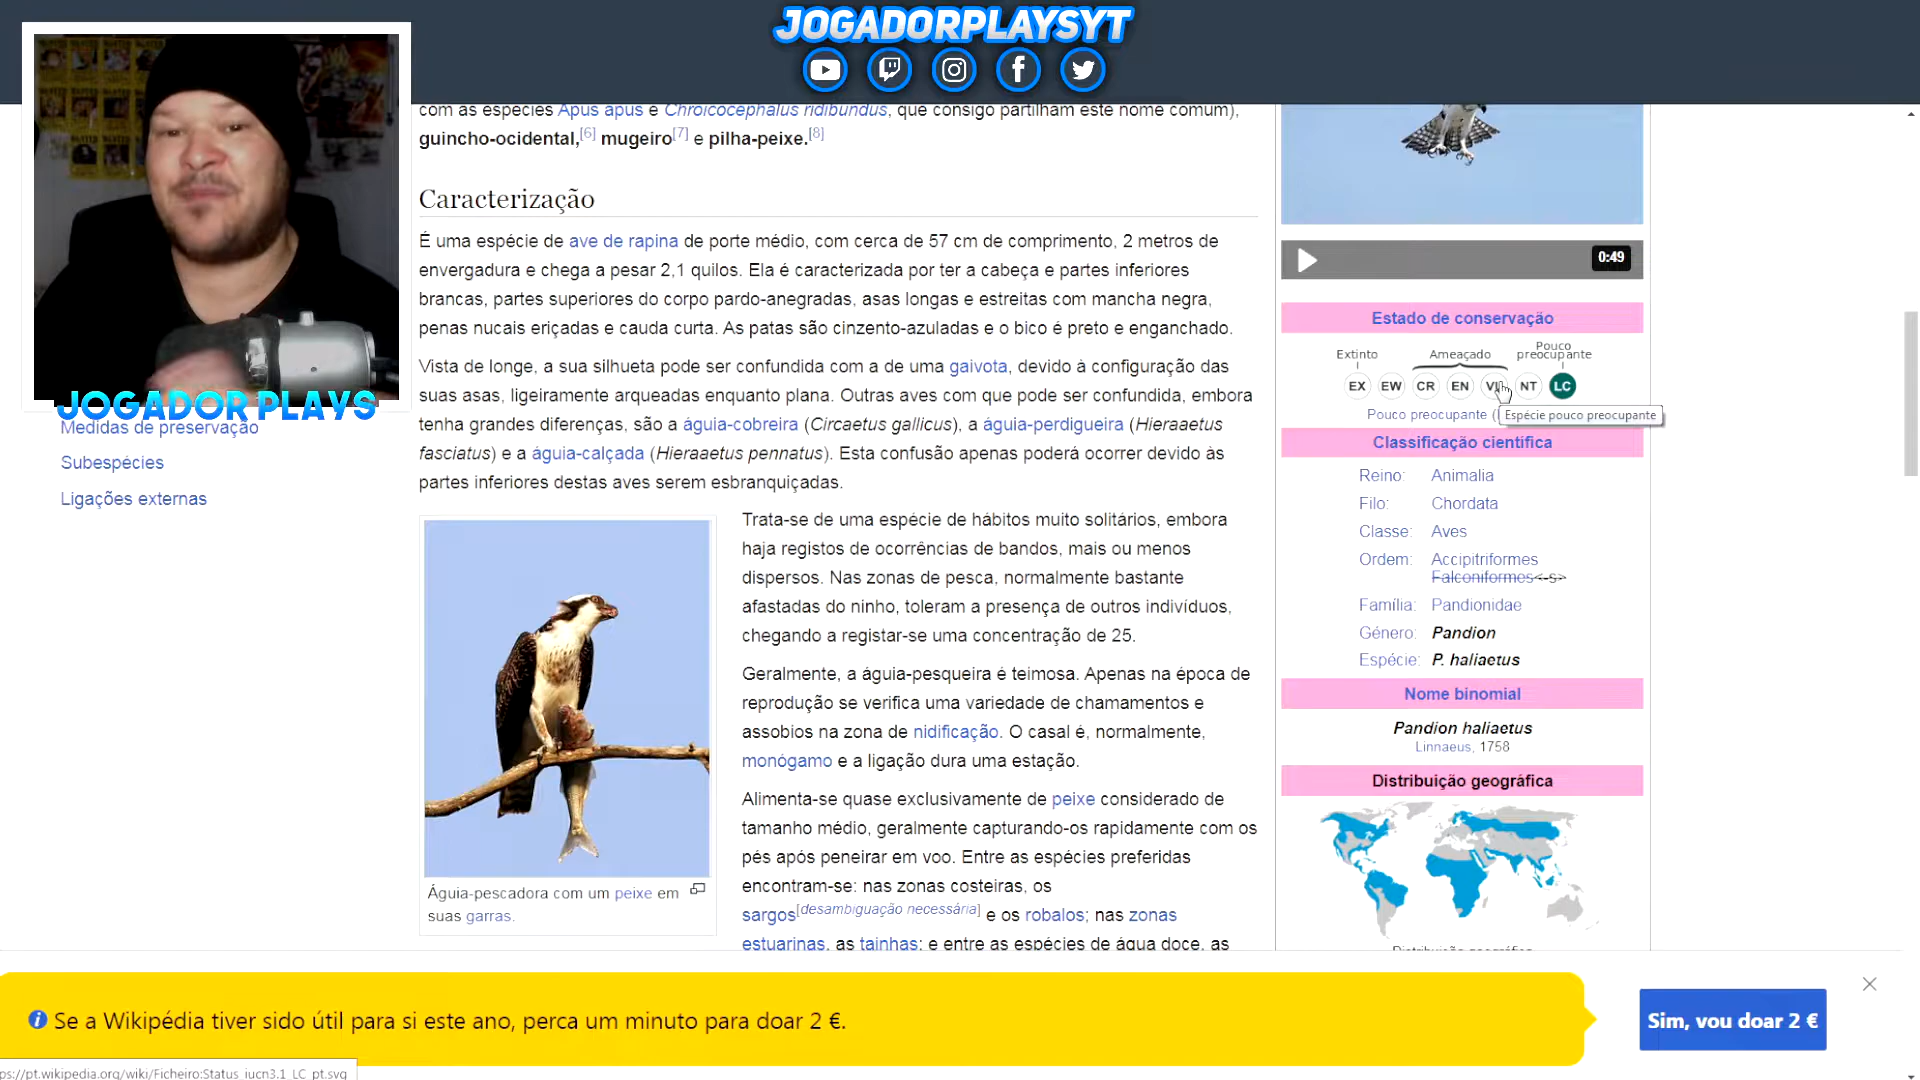 JOGADORPLAYSYT
JOGADOR PLAYS
Medidas de preservação
Subespécies
Ligações externas
com as espécies Apus apus e Chroicocephalus ridibundus, que consigo partilham este nome comum),
guincho-ocidental,[6] mugeiro[7] e pilha-peixe.[8]
Caracterização
É uma espécie de ave de rapina de porte médio, com cerca de 57 cm de comprimento, 2 metros de
envergadura e chega a pesar 2,1 quilos. Ela é caracterizada por ter a cabeça e partes inferiores
brancas, partes superiores do corpo pardo-anegradas, asas longas e estreitas com mancha negra,
penas nucais eriçadas e cauda curta. As patas são cinzento-azuladas e o bico é preto e enganchado.
Vista de longe, a sua silhueta pode ser confundida com a de uma gaivota, devido à configuração das
suas asas, ligeiramente arqueadas enquanto plana. Outras aves com que pode ser confundida, embora
tenha grandes diferenças, são a águia-cobreira (Circaetus gallicus), a águia-perdigueira (Hieraaetus
fasciatus) e a águia-calçada (Hieraaetus pennatus). Esta confusão apenas poderá ocorrer devido às
partes inferiores destas aves serem esbranquiçadas.
Trata-se de uma espécie de hábitos muito solitários, embora
haja registos de ocorrências de bandos, mais ou menos
dispersos. Nas zonas de pesca, normalmente bastante
afastadas do ninho, toleram a presença de outros indivíduos,
chegando a registar-se uma concentração de 25.
Geralmente, a águia-pesqueira é teimosa. Apenas na época de
reprodução se verifica uma variedade de chamamentos e
assobios na zona de nidificação. O casal é, normalmente,
monógamo e a ligação dura uma estação.
Alimenta-se quase exclusivamente de peixe considerado de
tamanho médio, geralmente capturando-os rapidamente com os
pés após peneirar em voo. Entre as espécies preferidas
encontram-se: nas zonas costeiras, os
sargos[desambiguação necessária] e os robalos; nas zonas
estuarinas, as tainhas; e entre as espécies de água doce, as
Águia-pescadora com um peixe em
suas garras.
0:49
Estado de conservação
Extinto
Ameaçado
Pouco
preocupante
EX EW CR EN VU NT LC
Pouco preocupante (
Espécie pouco preocupante
Classificação científica
Reino: Animalia
Filo: Chordata
Classe: Aves
Ordem: Accipitriformes
Falconiformes<-s>
Família: Pandionidae
Género: Pandion
Espécie: P. haliaetus
Nome binomial
Pandion haliaetus
Linnaeus, 1758
Distribuição geográfica
Distribuição geográfica
Se a Wikipédia tiver sido útil para si este ano, perca um minuto para doar 2 €.
Sim, vou doar 2 €
ps://pt.wikipedia.org/wiki/Ficheiro:Status_iucn3.1_LC_pt.svg